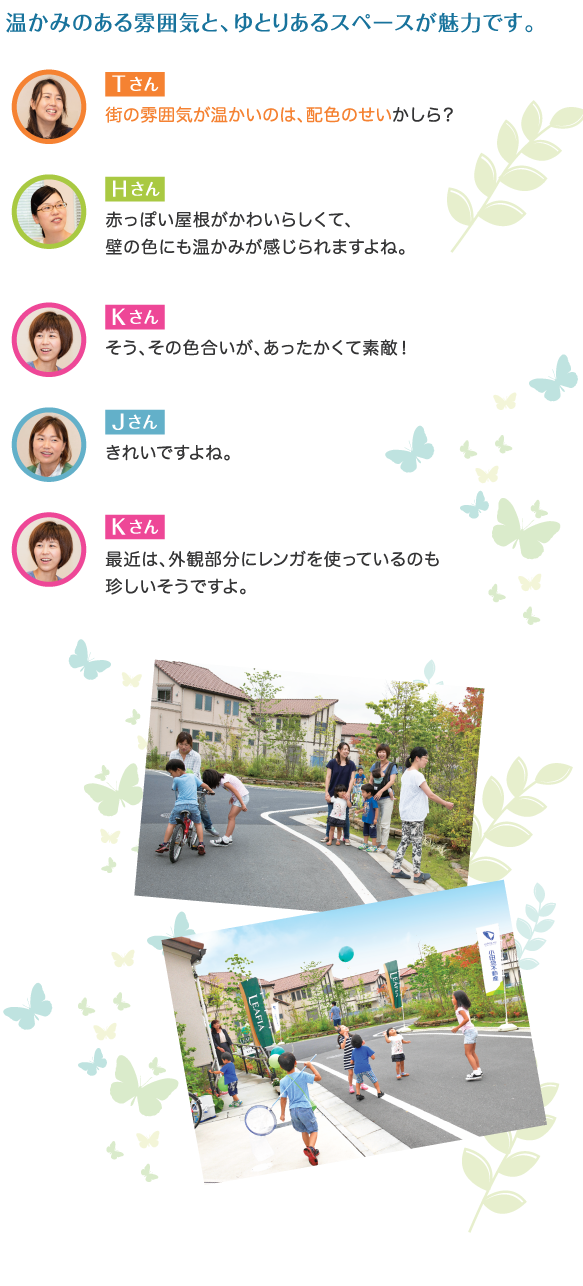 温かみのある雰囲気と、ゆとりあるスペースが魅力です。
Tさん
街の雰囲気が温かいのは、配色のせいかしら？
Hさん
赤っぽい屋根がかわいらしくて、
壁の色にも温かみが感じられますよね。
Kさん
そう、その色合いが、あったかくて素敵！
Jさん
きれいですよね。
Kさん
最近は、外観部分にレンガを使っているのも
珍しいそうですよ。
LEAFIA
LEAFIA
小田急不動産